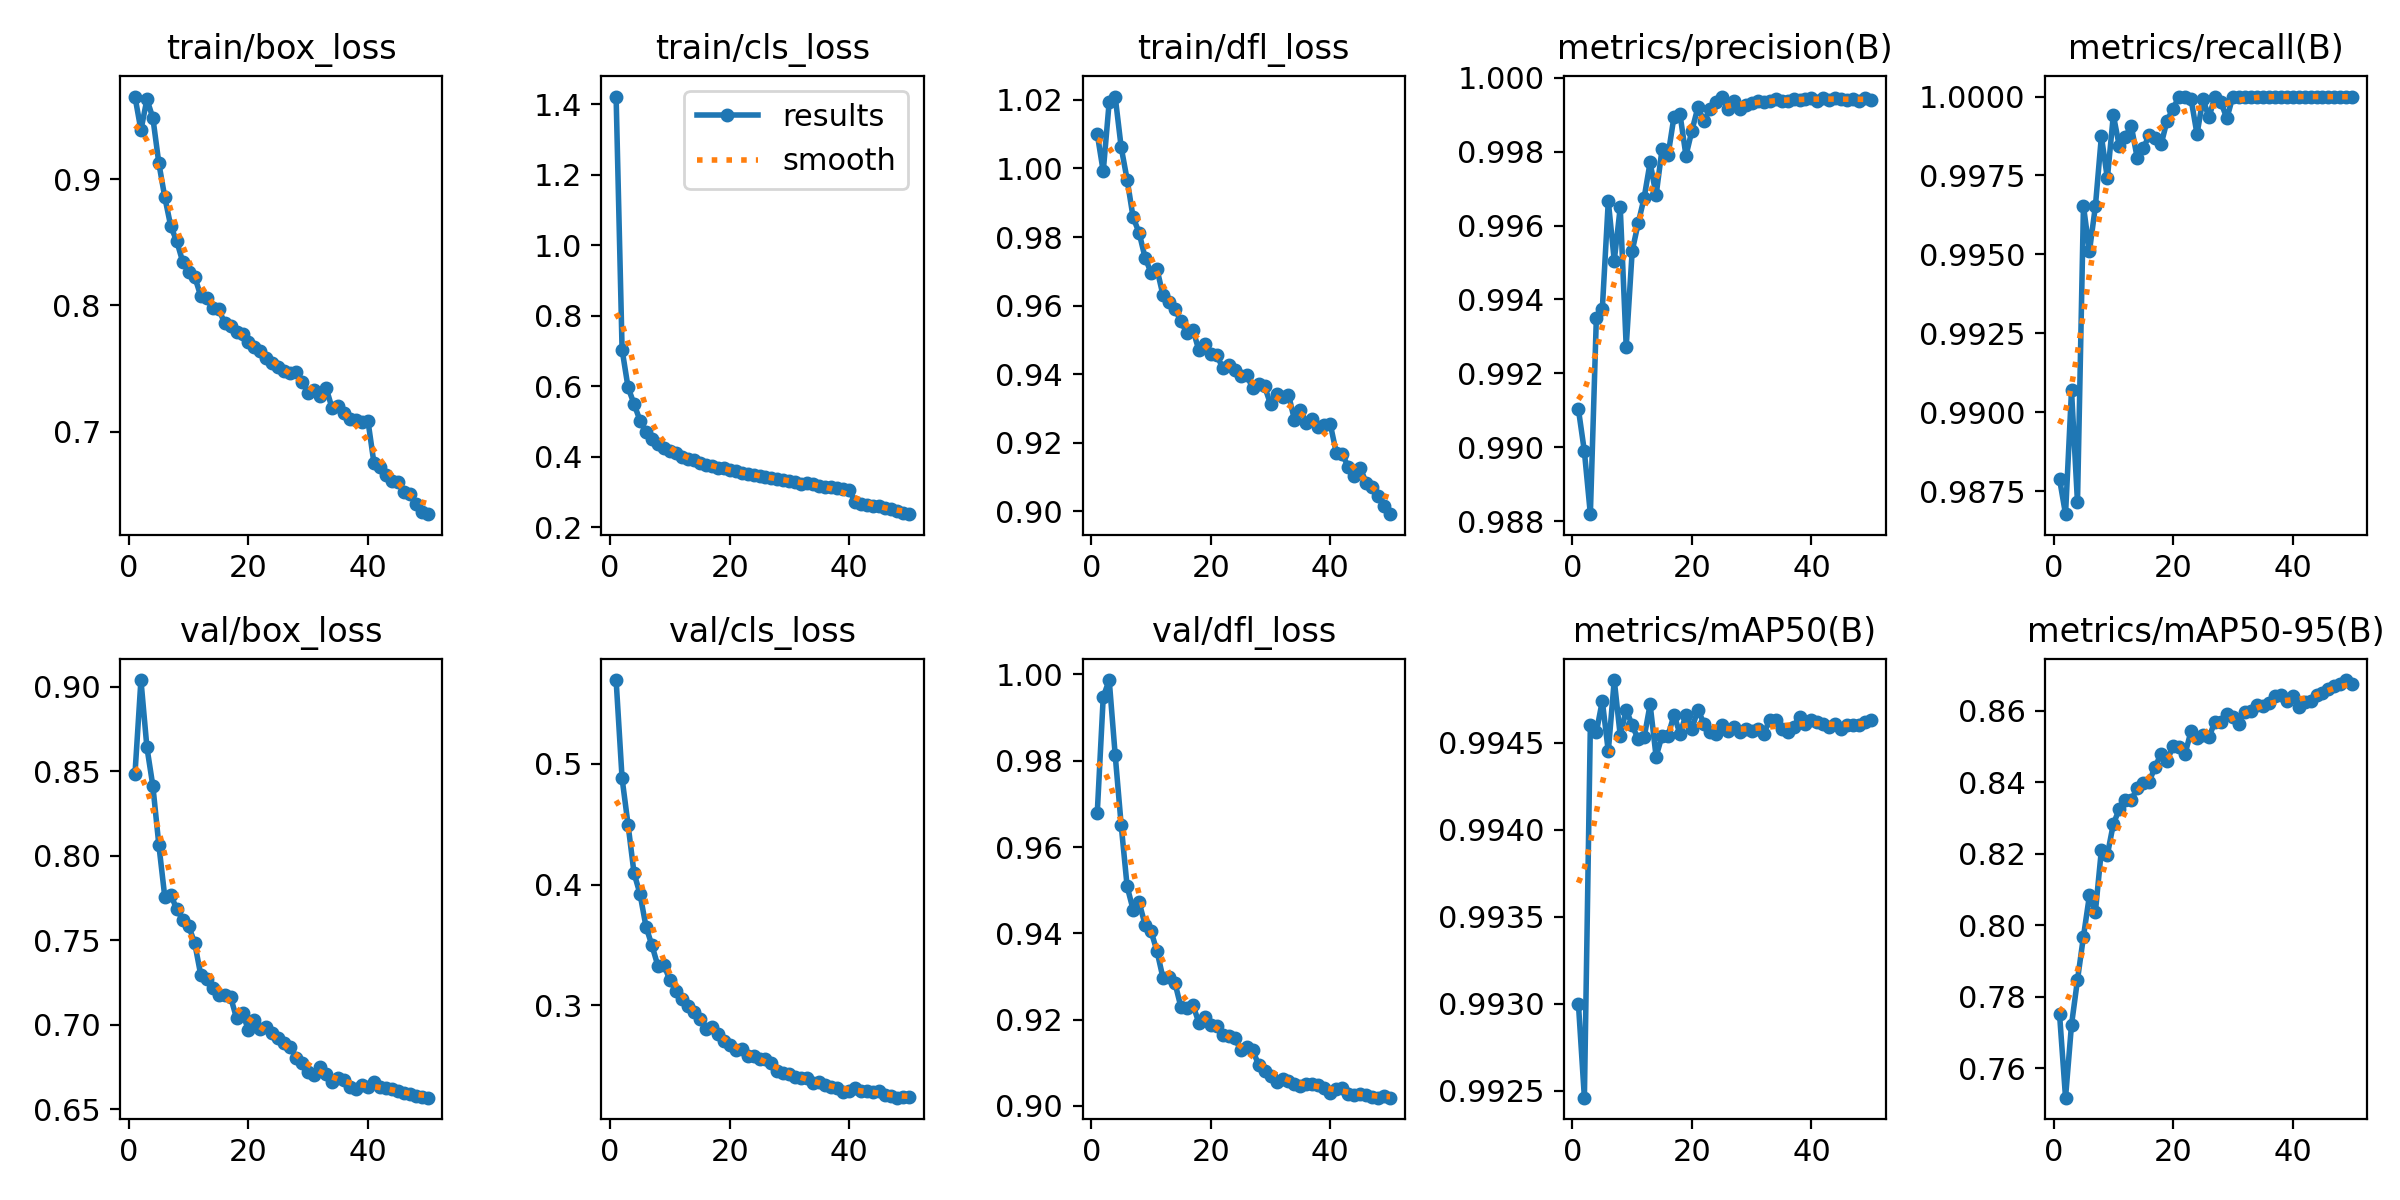 train/box_loss
0.9
0.8
0.7
0 20 40
train/cls_loss
results
smooth
1.4
1.2
1.0
0.8
0.6
0.4
0.2
0 20 40
train/dfl_loss
1.02
1.00
0.98
0.96
0.94
0.92
0.90
0 20 40
metrics/precision(B)
1.000
0.998
0.996
0.994
0.992
0.990
0.988
0 20 40
metrics/recall(B)
1.0000
0.9975
0.9950
0.9925
0.9900
0.9875
0 20 40
val/box_loss
0.90
0.85
0.80
0.75
0.70
0.65
0 20 40
val/cls_loss
0.5
0.4
0.3
0 20 40
val/dfl_loss
1.00
0.98
0.96
0.94
0.92
0.90
0 20 40
metrics/mAP50(B)
0.9945
0.9940
0.9935
0.9930
0.9925
0 20 40
metrics/mAP50-95(B)
0.86
0.84
0.82
0.80
0.78
0.76
0 20 40